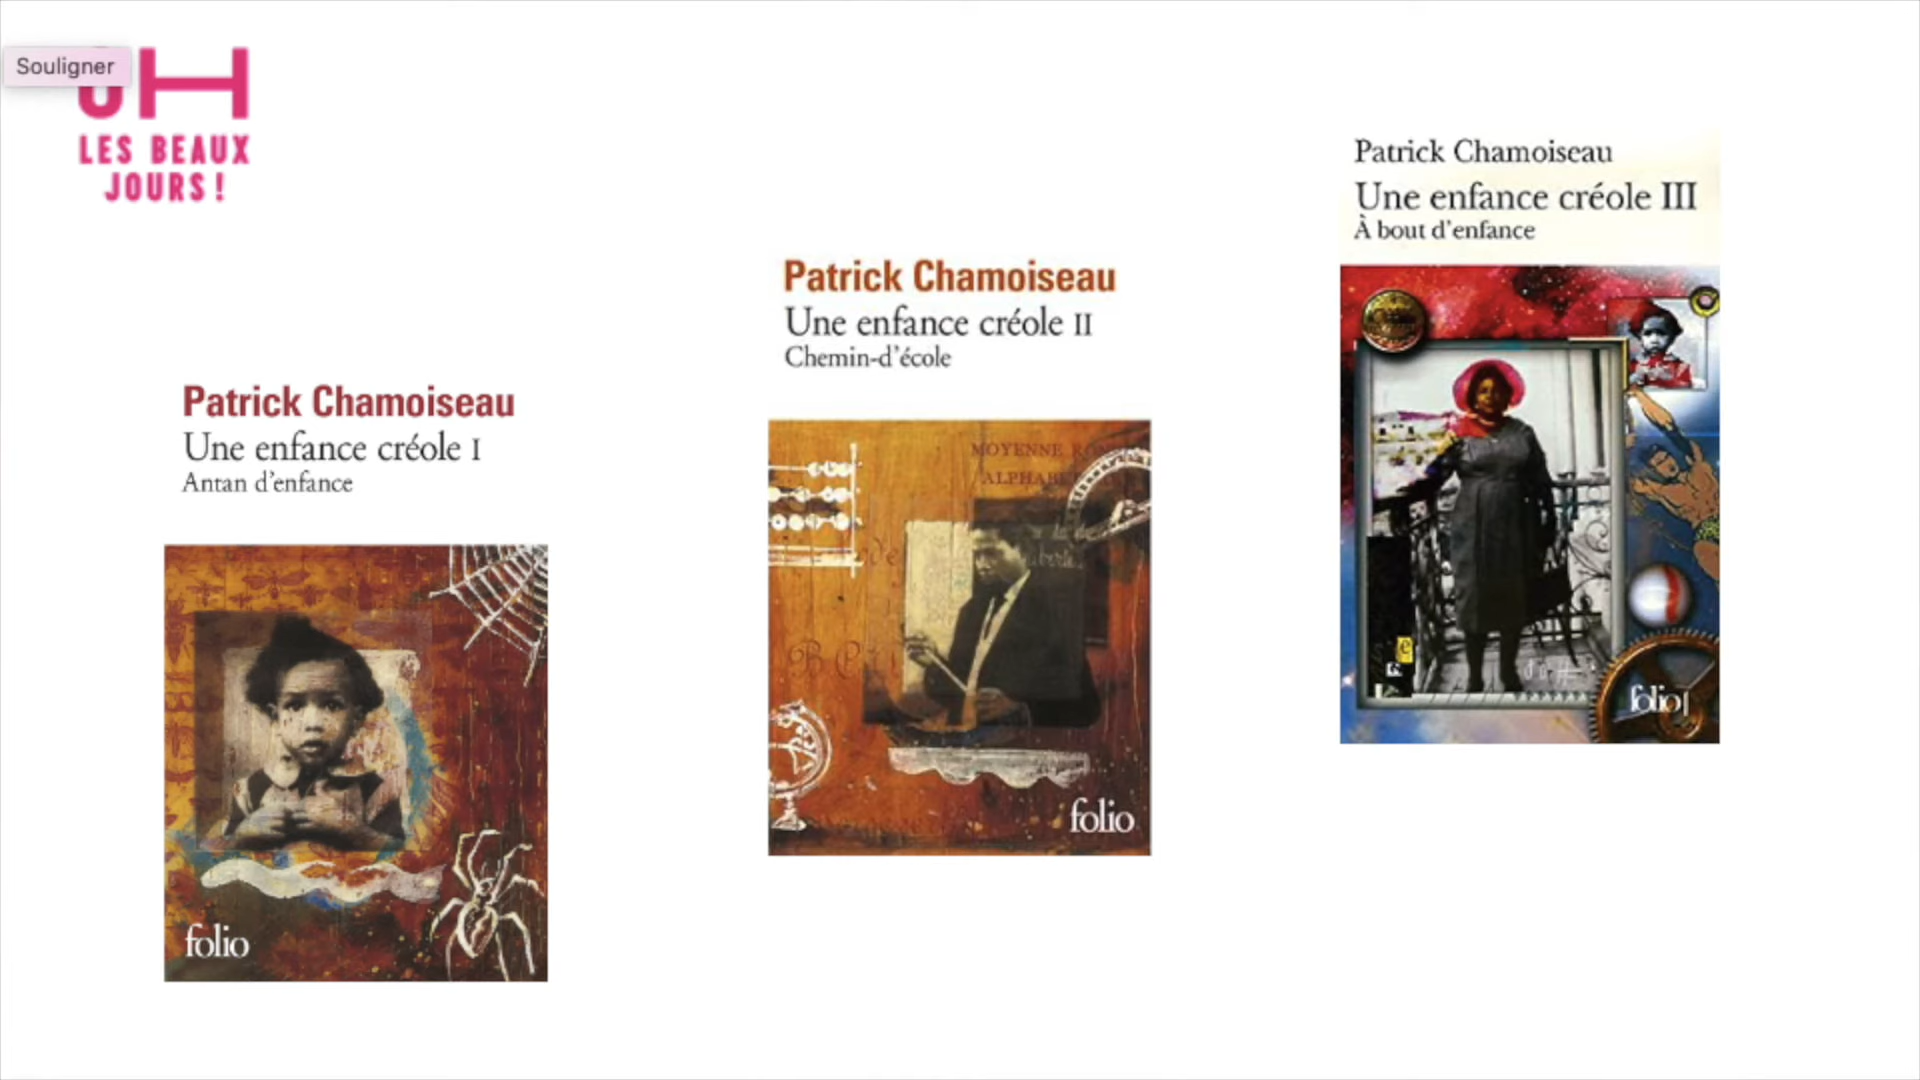 Souligner
LES BEAUX
JOURS !
Patrick Chamoiseau
Une enfance créole I
Antan d'enfance
folio
Patrick Chamoiseau
Une enfance créole II
Chemin-d'école
MOYENNE
folio
Patrick Chamoiseau
Une enfance créole III
À bout d'enfance
folio